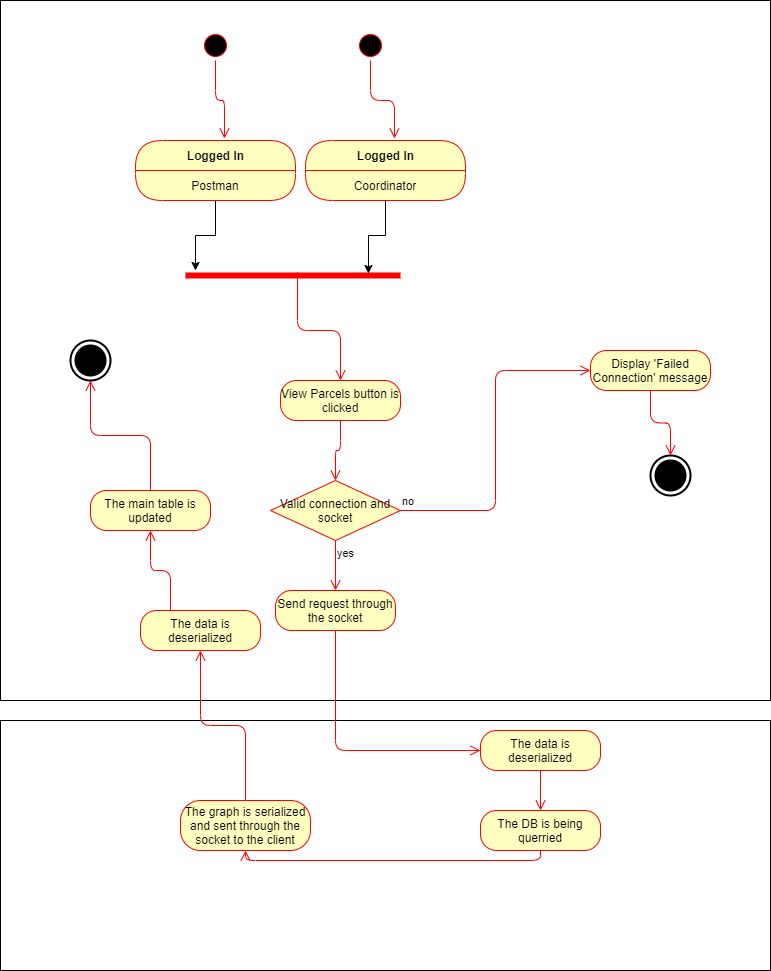 Logged In
Postman
Logged In
Coordinator
View Parcels button is
clicked
Display 'Failed
Connection' message
Valid connection and
socket
no
yes
The main table is
updated
Send request through
the socket
The data is
deserialized
The data is
deserialized
The graph is serialized
and sent through the
socket to the client
The DB is being
querried